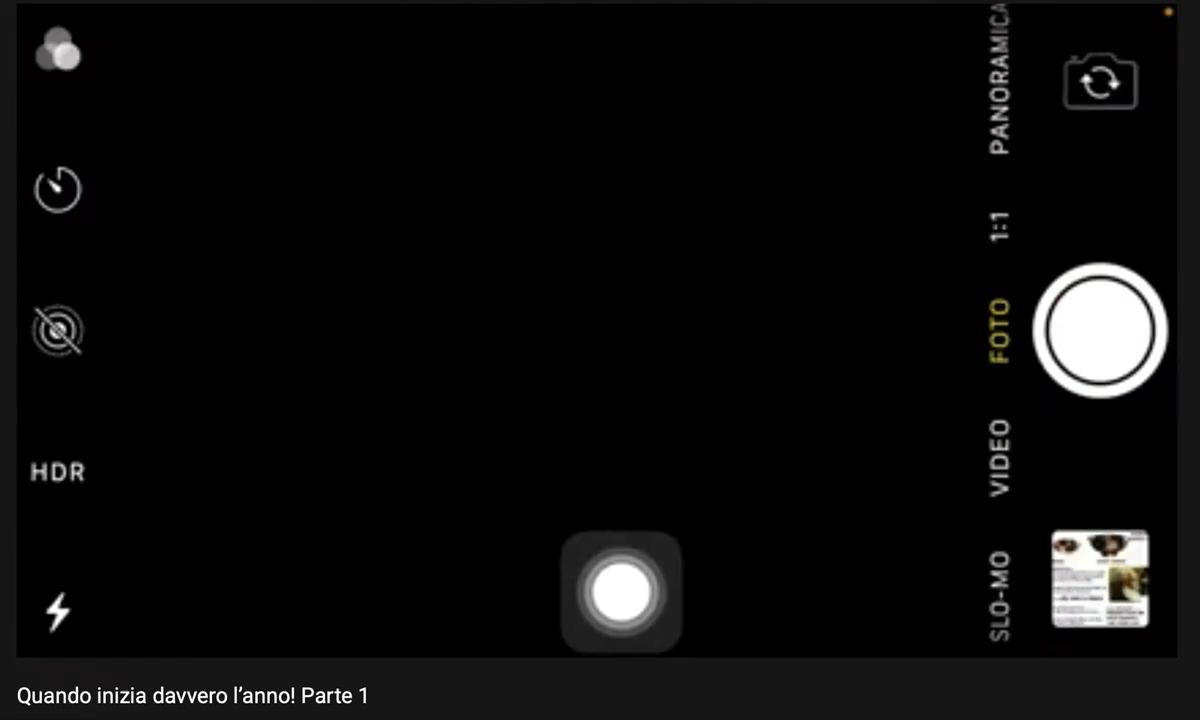 HDR
PANORAMICA
1:1
FOTO
VIDEO
SLO-MO
Quando inizia davvero l’anno! Parte 1